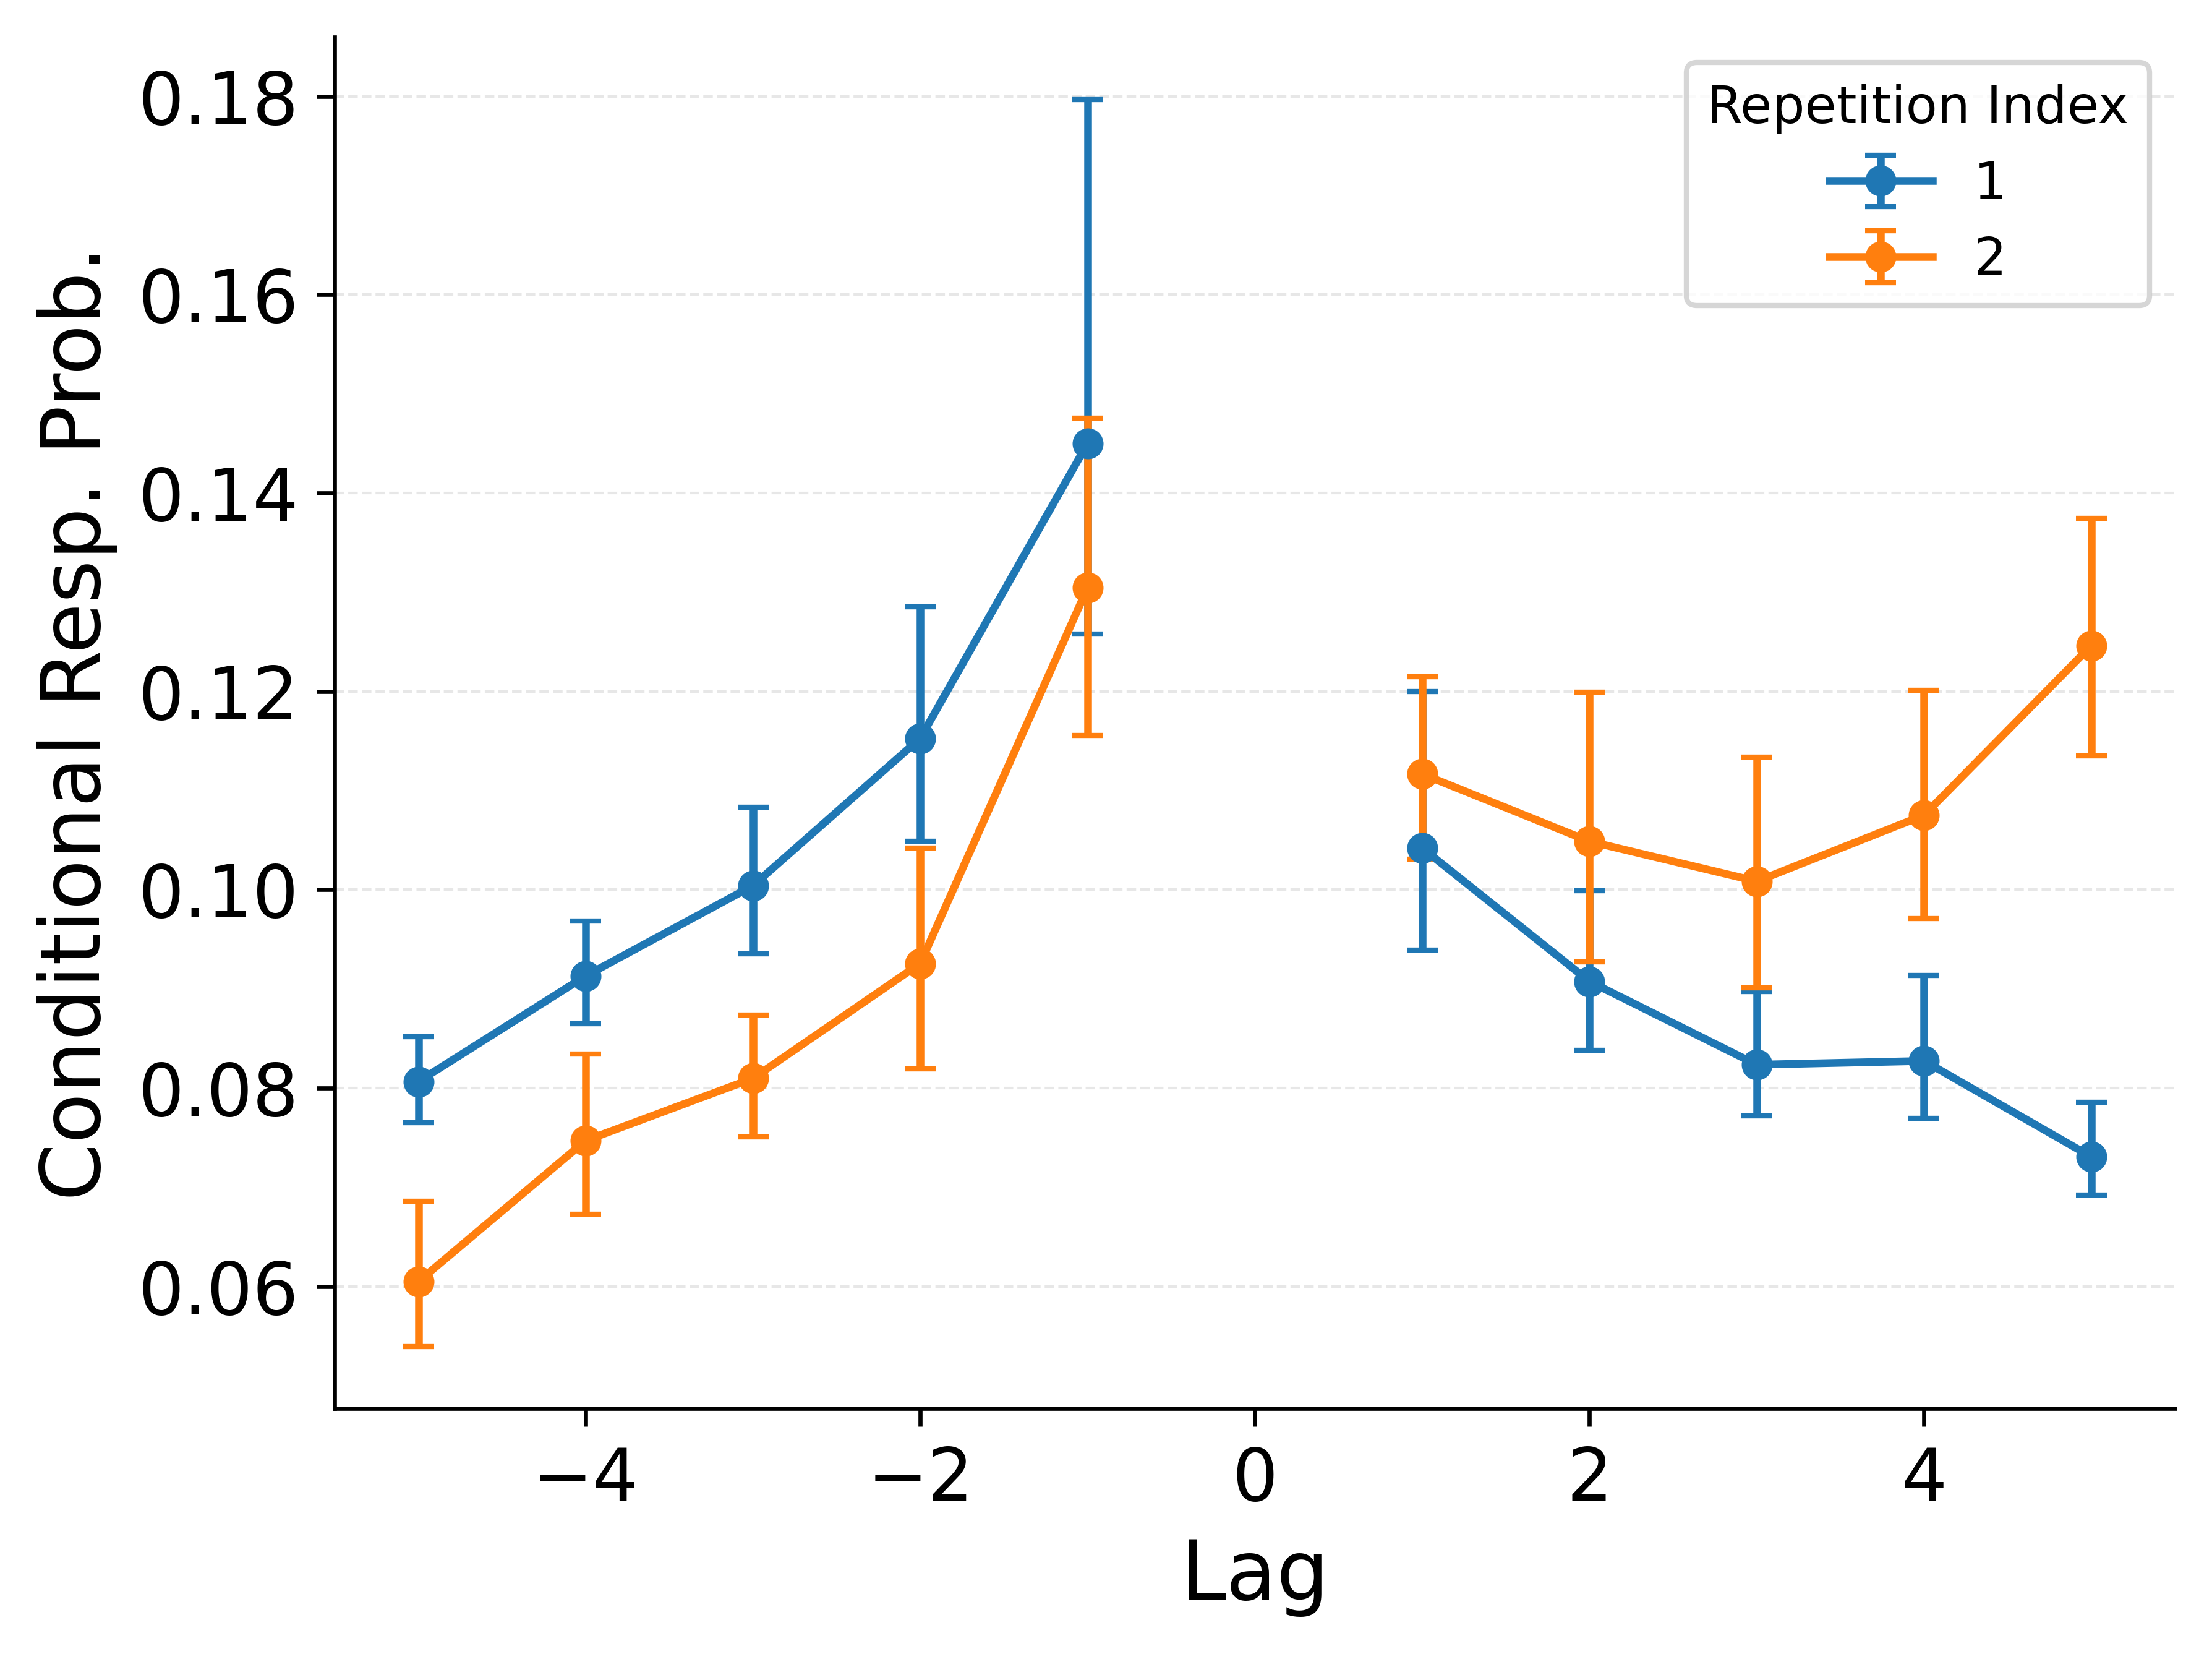 Conditional Resp. Prob.
0.18
0.16
0.14
0.12
0.10
0.08
0.06
Repetition Index
1
2
−4 −2 0 2 4
Lag